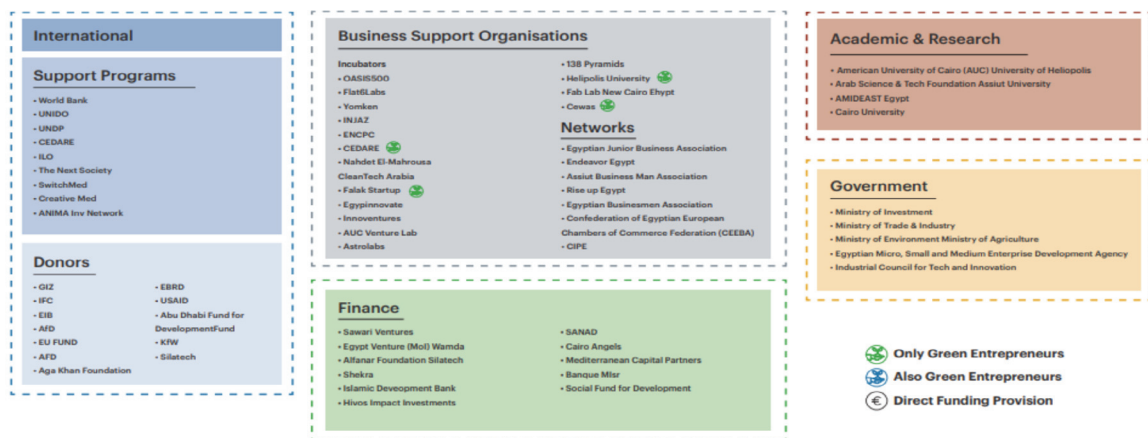 International
Support Programs
• World Bank
• UNIDO
• UNDP
• CEDARE
• ILO
• The Next Society
• SwitchMed
• Creative Med
• ANIMA Inv Network
Donors
• GIZ
• IFC
• EIB
• AfD
• EU FUND
• AFD
• Aga Khan Foundation
• EBRD
• USAID
• Abu Dhabi Fund for
DevelopmentFund
• KfW
• Silatech
Business Support Organisations
Incubators
• OASIS500
• Flat6Labs
• Yomken
• INJAZ
• ENCPC
• CEDARE
• Nahdet El-Mahrousa
CleanTech Arabia
• Falak Startup
• Egypinnovate
• Innoventures
• AUC Venture Lab
• Astrolabs
• 138 Pyramids
• Helipolis University
• Fab Lab New Cairo Ehypt
• Cewas
Networks
• Egyptian Junior Business Association
• Endeavor Egypt
• Assiut Business Man Association
• Rise up Egypt
• Egyptian Businesmen Association
• Confederation of Egyptian European
Chambers of Commerce Federation (CEEBA)
• CIPE
Finance
• Sawari Ventures
• Egypt Venture (MoI) Wamda
• Alfanar Foundation Silatech
• Shekra
• Islamic Deveopment Bank
• Hivos Impact Investments
• SANAD
• Cairo Angels
• Mediterranean Capital Partners
• Banque MIsr
• Social Fund for Development
Academic & Research
• American University of Cairo (AUC) University of Heliopolis
• Arab Science & Tech Foundation Assiut University
• AMIDEAST Egypt
• Cairo University
Government
• Ministry of Investment
• Ministry of Trade & Industry
• Ministry of Environment Ministry of Agriculture
• Egyptian Micro, Small and Medium Enterprise Development Agency
• Industrial Council for Tech and Innovation
Only Green Entrepreneurs
Also Green Entrepreneurs
€ Direct Funding Provision